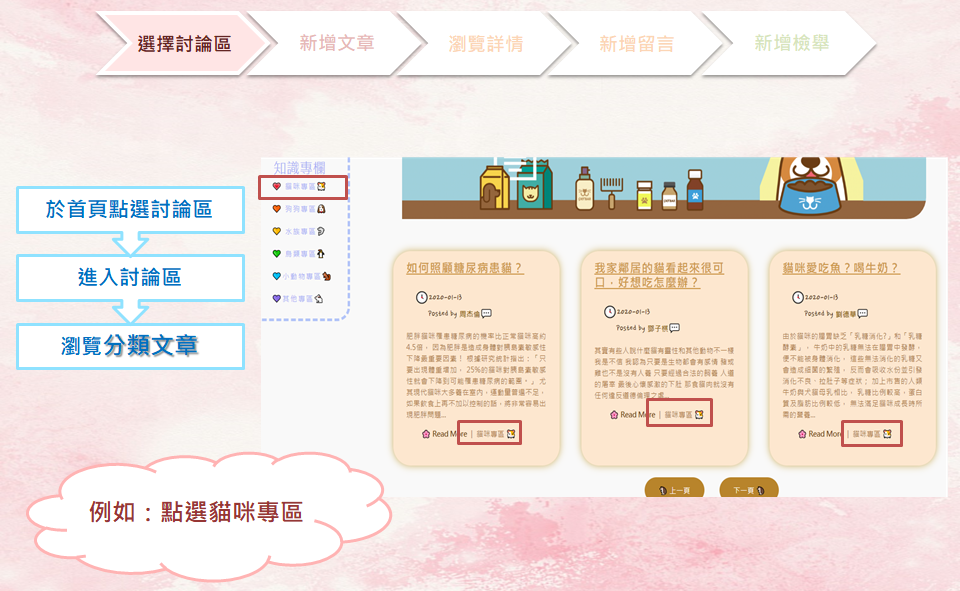 選擇討論區
新增文章
瀏覽詳情
新增留言
新增檢舉
於首頁點選討論區
進入討論區
瀏覽分類文章
例如：點選貓咪專區
知識專欄
貓咪專區
狗狗專區
水族專區
鳥類專區
小動物專區
其他專區
如何照顧糖尿病患貓？
2020-01-13
Posted by 周杰倫
肥胖貓咪罹患糖尿病的機率比正常貓咪高約
4.5倍， 因為肥胖是造成身體對胰島素敏感性
下降最重要因素！ 根據研究統計指出：「只
要出現體重增加， 25%的貓咪對胰島素敏感
性就會下降到可能罹患糖尿病的範圍。」 尤
其現代貓咪大多養在室內，運動量普遍不足、
如果飲食上再不加以控制的話，將非常容易出
現肥胖問題...
Read More | 貓咪專區
我家鄰居的貓看起來很可
口，好想吃怎麼辦？
2020-01-13
Posted by 鄧子棋
其實有些人說什麼貓有靈性和其他動物不一樣
我是不信 我認為只要是生物都會有感情 豬或
雞也不是沒有人養 只要經過合法的飼養 人道
的屠宰 最後心懷感激的下肚 那食貓肉就沒有
任何違反道德倫理之處...
Read More | 貓咪專區
貓咪愛吃魚？喝牛奶？
2020-01-13
Posted by 劉德華
由於貓咪的腸胃缺乏「乳糖消化?」和「乳糖
酵素」， 牛奶中的乳糖無法在腸胃中發酵，
便不能被身體消化。 這些無法消化的乳糖又
會造成細菌的繁殖， 反而會吸收水份並引發
消化不良、拉肚子等症狀； 加上市售的人類
牛奶與犬貓母乳相比， 乳糖比例較高，蛋白
質及脂肪比例較低， 無法滿足貓咪成長時所
需的營養...
Read More | 貓咪專區
上一頁
下一頁